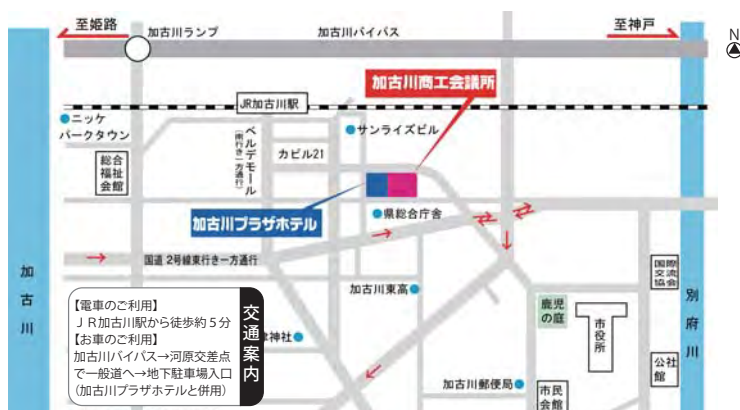 至姫路
加古川ランプ
加古川バイパス
至神戸
N
加古川商工会議所
JR加古川駅
ニッケ
パークタウン
サンライズビル
ベルデモール
(南行き一方通行)
カピル21
総合
福祉
会館
加古川プラザホテル
県総合庁舎
国道 2号線東行き一方通行
加古川
加古川東高
国際
交流
協会
別府川
鹿児
の庭
市役所
神社
公社
館
加古川郵便局
市民
会館
交通案内
【電車のご利用】
JR加古川駅から徒歩約5分
【お車のご利用】
加古川バイパス→河原交差点
で一般道へ→地下駐車場入口
(加古川プラザホテルと併用)